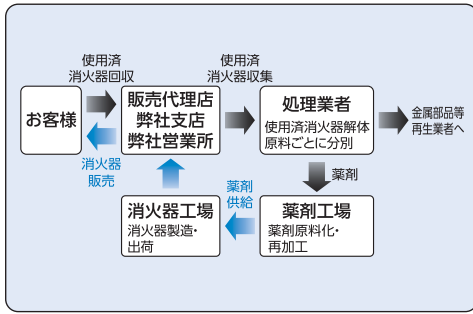 使用済
消火器回収
使用済
消火器収集
お客様
販売代理店
弊社支店
弊社営業所
処理業者
使用済消火器解体
原料ごとに分別
金属部品等
再生業者へ
消火器
販売
薬剤
薬剤
供給
消火器工場
消火器製造・
出荷
薬剤工場
薬剤原料化・
再加工